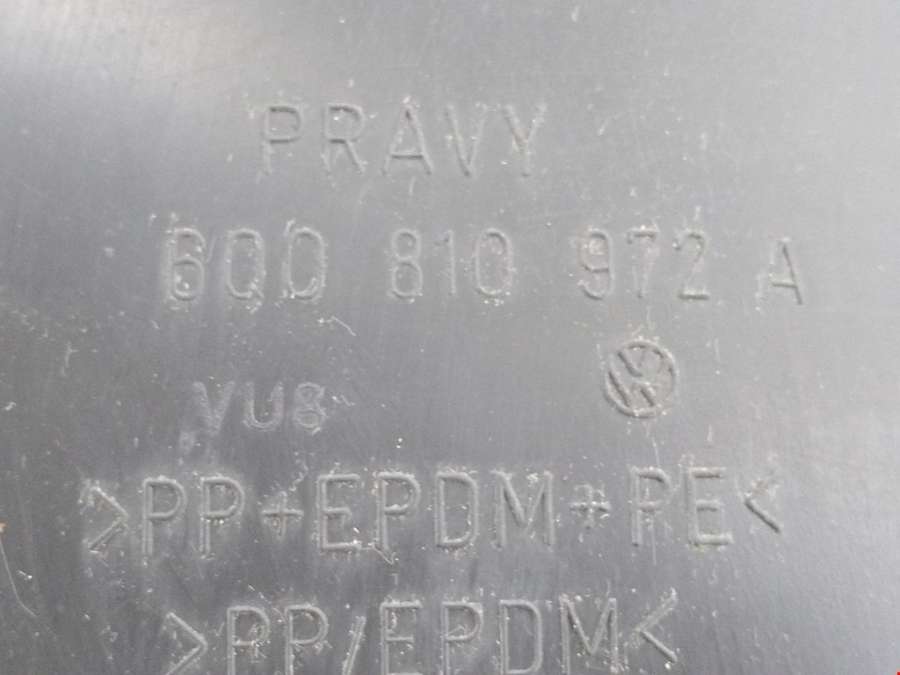 PRAVY
6Q0 810 972 A
VU8
>PP+EPDM+PE<
>PP/EPDM<